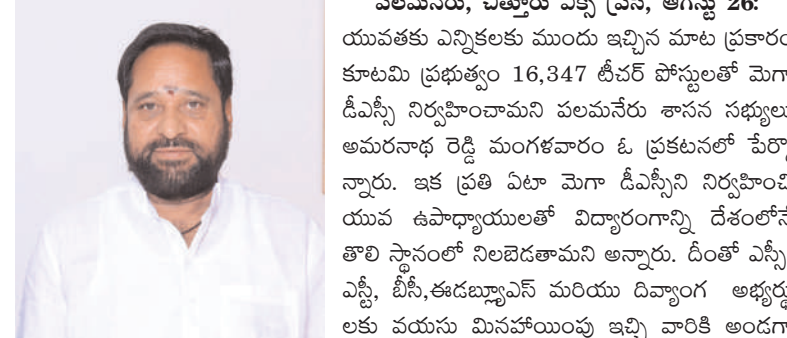 పలమనేరు, చిత్తూరు ఎక్స్ ప్రెస్, ఆగస్టు 26:
యువతకు ఎన్నికలకు ముందు ఇచ్చిన మాట ప్రకారం
కూటమి ప్రభుత్వం 16,347 టీచర్ పోస్టులతో మెగా
డీఎస్సీ నిర్వహించామని పలమనేరు శాసన సభ్యులు
అమరనాథ రెడ్డి మంగళవారం ఓ ప్రకటనలో పేర్కొ
న్నారు. ఇక ప్రతి ఏటా మెగా డీఎస్సీని నిర్వహించి
యువ ఉపాధ్యాయులతో విద్యారంగాన్ని దేశంలోనే
తొలి స్థానంలో నిలబెడతామని అన్నారు. దీంతో ఎస్సీ,
ఎస్టీ, బీసీ,ఈడబ్ల్యూఎస్ మరియు దివ్యాంగ అభ్యర్థు
లకు వయసు మినహాయింపు ఇచ్చి వారికి అండగా